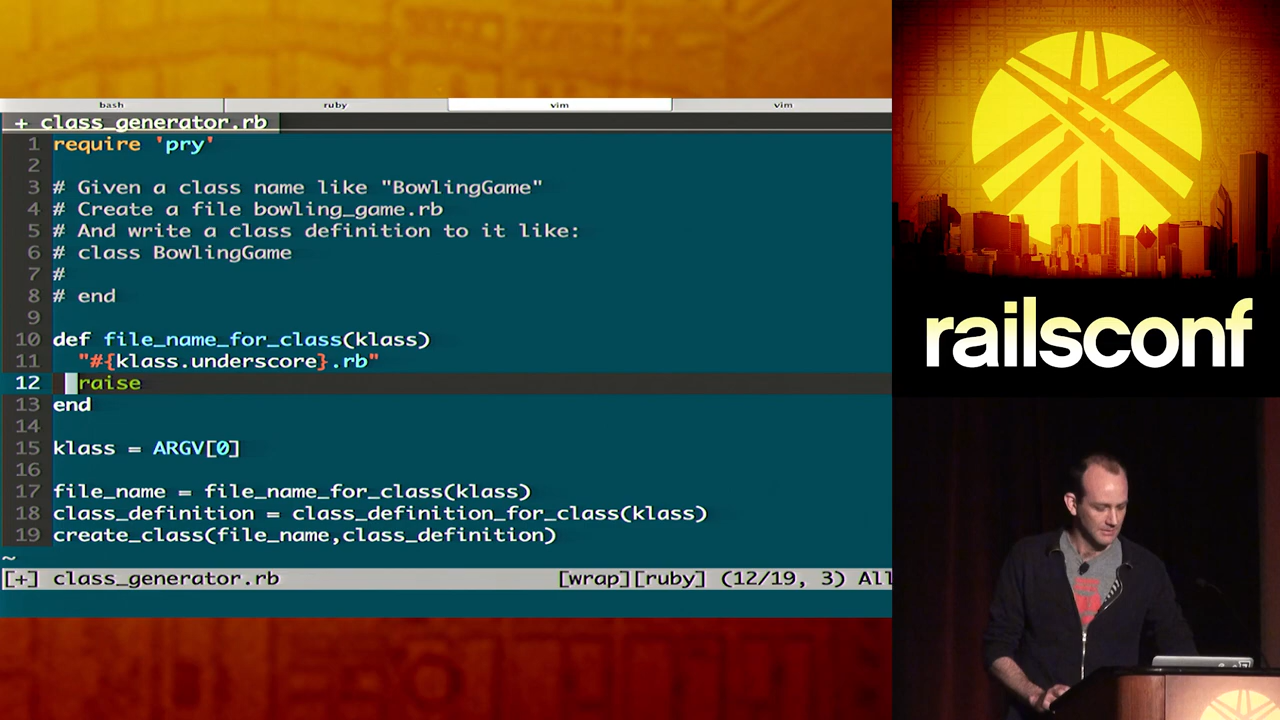 bash ruby vim vim
+ class_generator.rb
1 require 'pry'
2
3 # Given a class name like "BowlingGame"
4 # Create a file bowling_game.rb
5 # And write a class definition to it like:
6 # class BowlingGame
7 #
8 # end
9
10 def file_name_for_class(klass)
11   "#{klass.underscore}.rb"
12   raise
13 end
14
15 klass = ARGV[0]
16
17 file_name = file_name_for_class(klass)
18 class_definition = class_definition_for_class(klass)
19 create_class(file_name,class_definition)
~
[+] class_generator.rb [wrap][ruby] (12/19, 3) All
railsconf